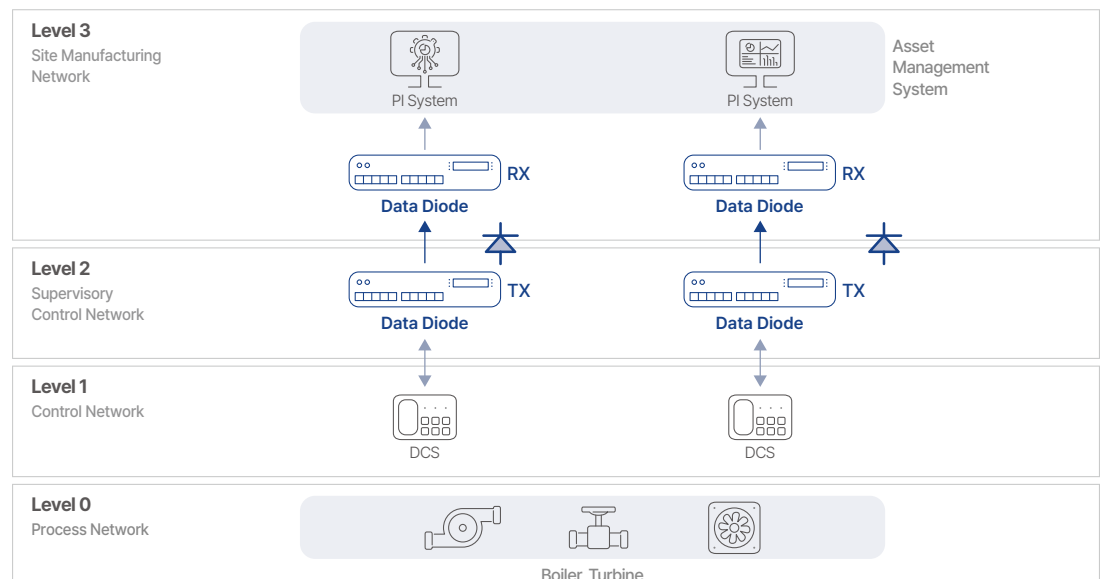 Level 3
Site Manufacturing
Network
PI System
PI System
Asset
Management
System
RX
RX
Data Diode
Data Diode
Level 2
Supervisory
Control Network
TX
TX
Data Diode
Data Diode
Level 1
Control Network
DCS
DCS
Level 0
Process Network
Boiler, Turbine